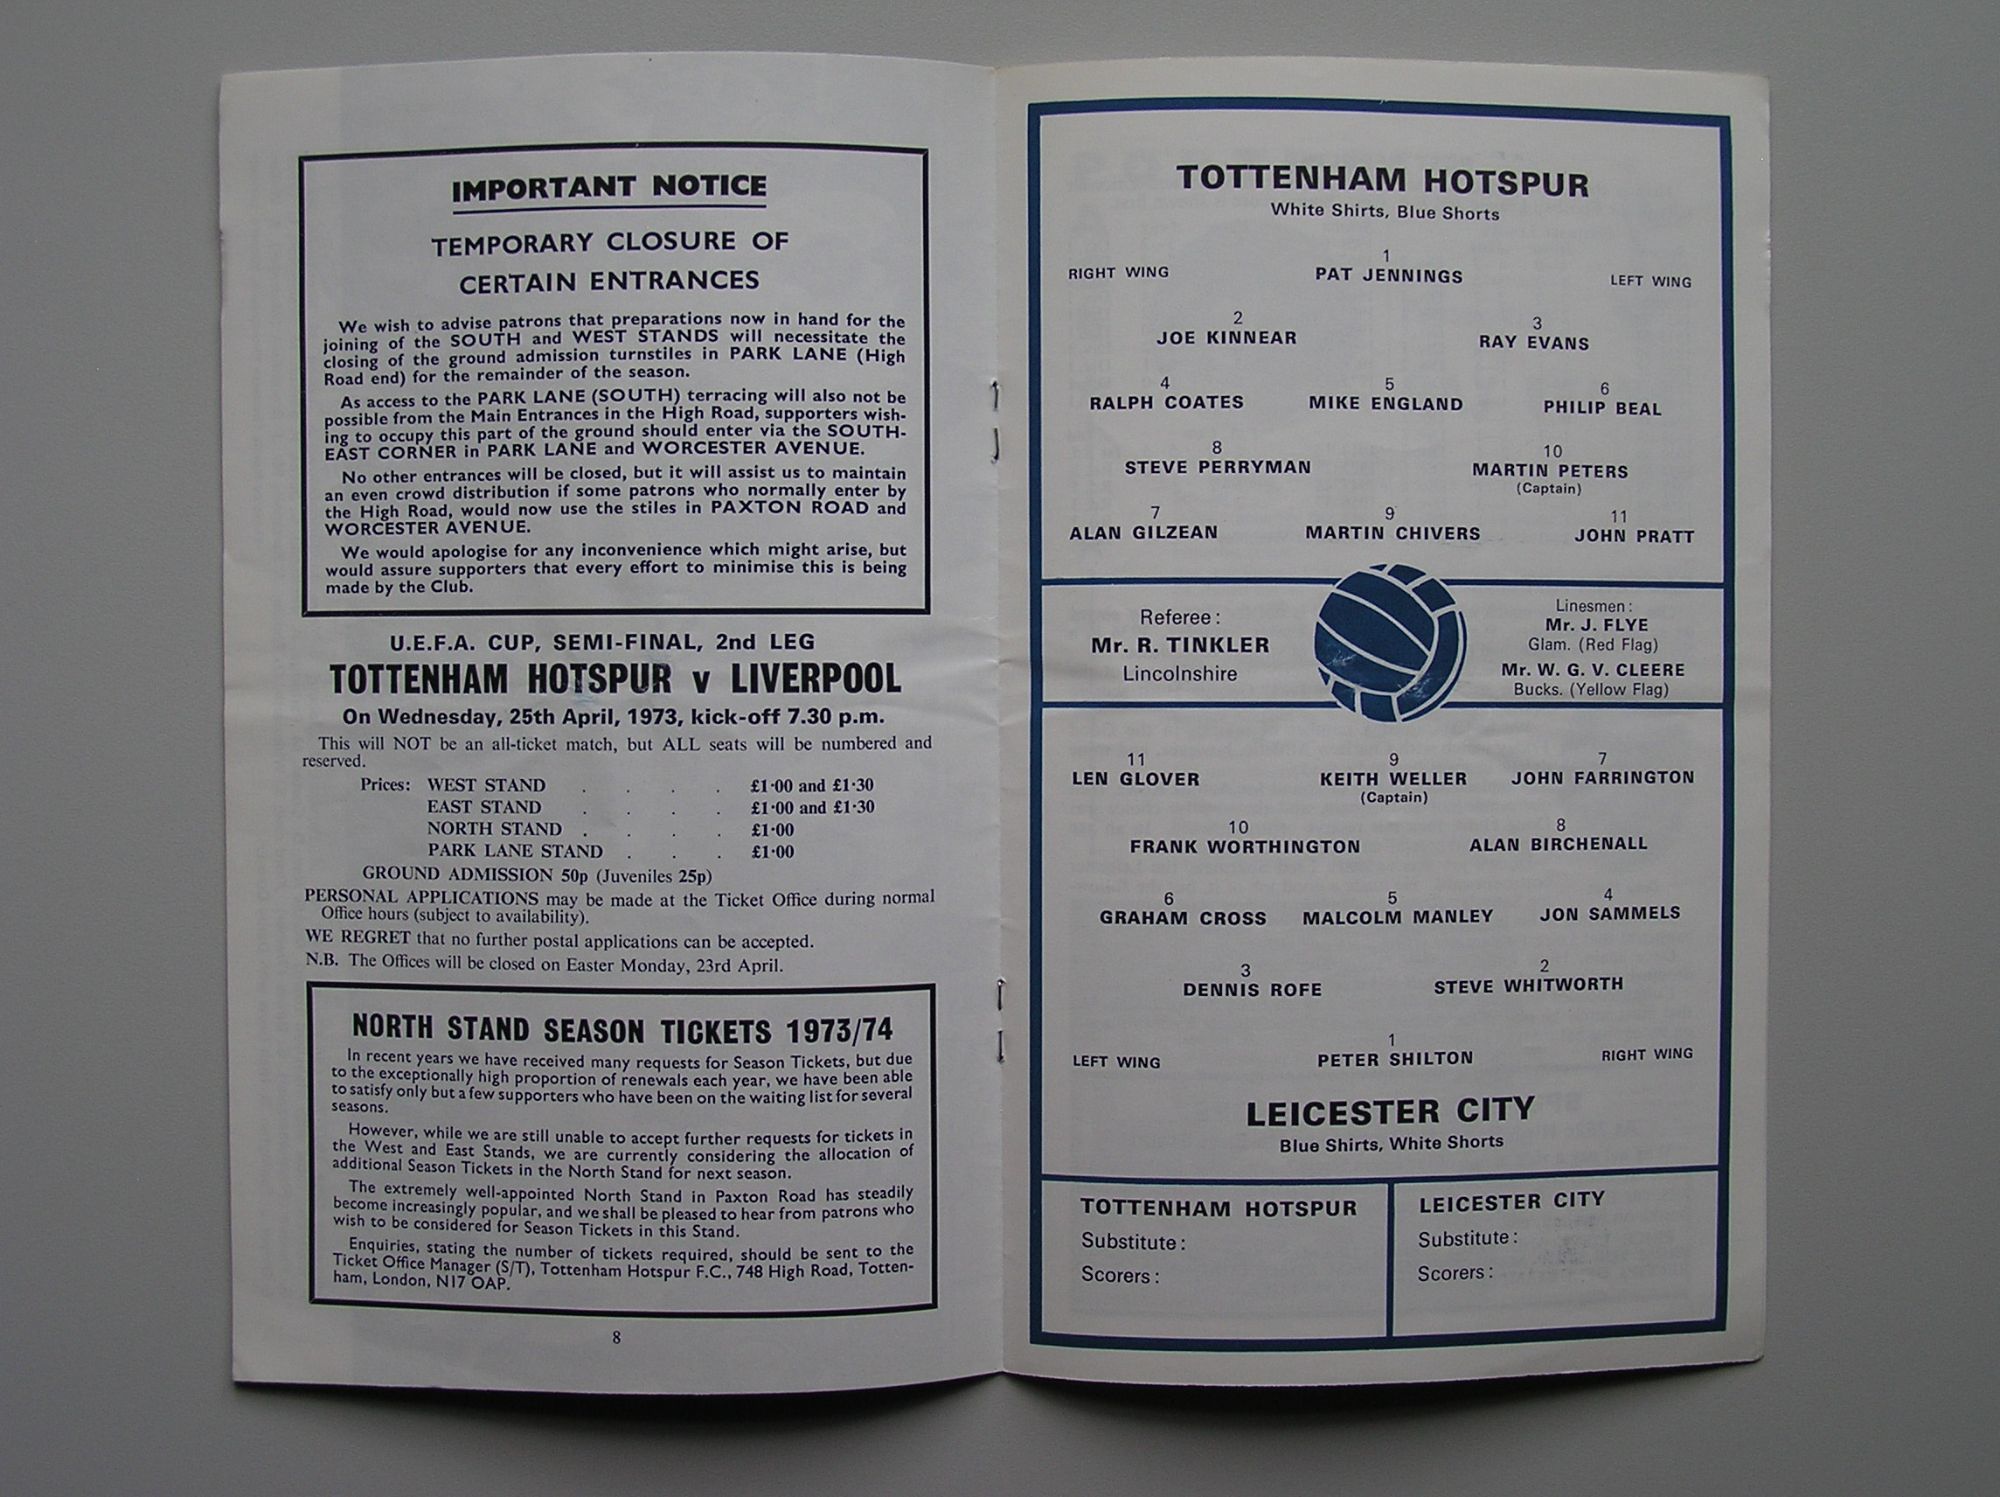 IMPORTANT NOTICE
TEMPORARY CLOSURE OF
CERTAIN ENTRANCES
We wish to advise patrons that preparations now in hand for the
joining of the SOUTH and WEST STANDS will necessitate the
closing of the ground admission turnstiles in PARK LANE (High
Road end) for the remainder of the season.
As access to the PARK LANE (SOUTH) terracing will also not be
possible from the Main Entrances in the High Road, supporters wish-
ing to occupy this part of the ground should enter via the SOUTH-
EAST CORNER in PARK LANE and WORCESTER AVENUE.
No other entrances will be closed, but it will assist us to maintain
an even crowd distribution if some patrons who normally enter by
the High Road, would now use the stiles in PAXTON ROAD and
WORCESTER AVENUE.
We would apologise for any inconvenience which might arise, but
would assure supporters that every effort to minimise this is being
made by the Club.
U.E.F.A. CUP, SEMI-FINAL, 2nd LEG
TOTTENHAM HOTSPUR v LIVERPOOL
On Wednesday, 25th April, 1973, kick-off 7.30 p.m.
This will NOT be an all-ticket match, but ALL seats will be numbered and
reserved.
Prices: WEST STAND . . . . £1·00 and £1·30
EAST STAND . . . . £1·00 and £1·30
NORTH STAND . . . . £1·00
PARK LANE STAND . . . £1·00
GROUND ADMISSION 50p (Juveniles 25p)
PERSONAL APPLICATIONS may be made at the Ticket Office during normal
Office hours (subject to availability).
WE REGRET that no further postal applications can be accepted.
N.B. The Offices will be closed on Easter Monday, 23rd April.
NORTH STAND SEASON TICKETS 1973/74
In recent years we have received many requests for Season Tickets, but due
to the exceptionally high proportion of renewals each year, we have been able
to satisfy only but a few supporters who have been on the waiting list for several
seasons.
However, while we are still unable to accept further requests for tickets in
the West and East Stands, we are currently considering the allocation of
additional Season Tickets in the North Stand for next season.
The extremely well-appointed North Stand in Paxton Road has steadily
become increasingly popular, and we shall be pleased to hear from patrons who
wish to be considered for Season Tickets in this Stand.
Enquiries, stating the number of tickets required, should be sent to the
Ticket Office Manager (S/T), Tottenham Hotspur F.C., 748 High Road, Totten-
ham, London, N17 OAP.
8
TOTTENHAM HOTSPUR
White Shirts, Blue Shorts
1
RIGHT WING PAT JENNINGS LEFT WING
2 3
JOE KINNEAR RAY EVANS
4 5 6
RALPH COATES MIKE ENGLAND PHILIP BEAL
8 10
STEVE PERRYMAN MARTIN PETERS
(Captain)
7 9 11
ALAN GILZEAN MARTIN CHIVERS JOHN PRATT
Referee :
Mr. R. TINKLER
Lincolnshire
Linesmen :
Mr. J. FLYE
Glam. (Red Flag)
Mr. W. G. V. CLEERE
Bucks. (Yellow Flag)
11 9 7
LEN GLOVER KEITH WELLER JOHN FARRINGTON
(Captain)
10 8
FRANK WORTHINGTON ALAN BIRCHENALL
6 5 4
GRAHAM CROSS MALCOLM MANLEY JON SAMMELS
3 2
DENNIS ROFE STEVE WHITWORTH
1
LEFT WING PETER SHILTON RIGHT WING
LEICESTER CITY
Blue Shirts, White Shorts
TOTTENHAM HOTSPUR
Substitute :
Scorers :
LEICESTER CITY
Substitute :
Scorers :